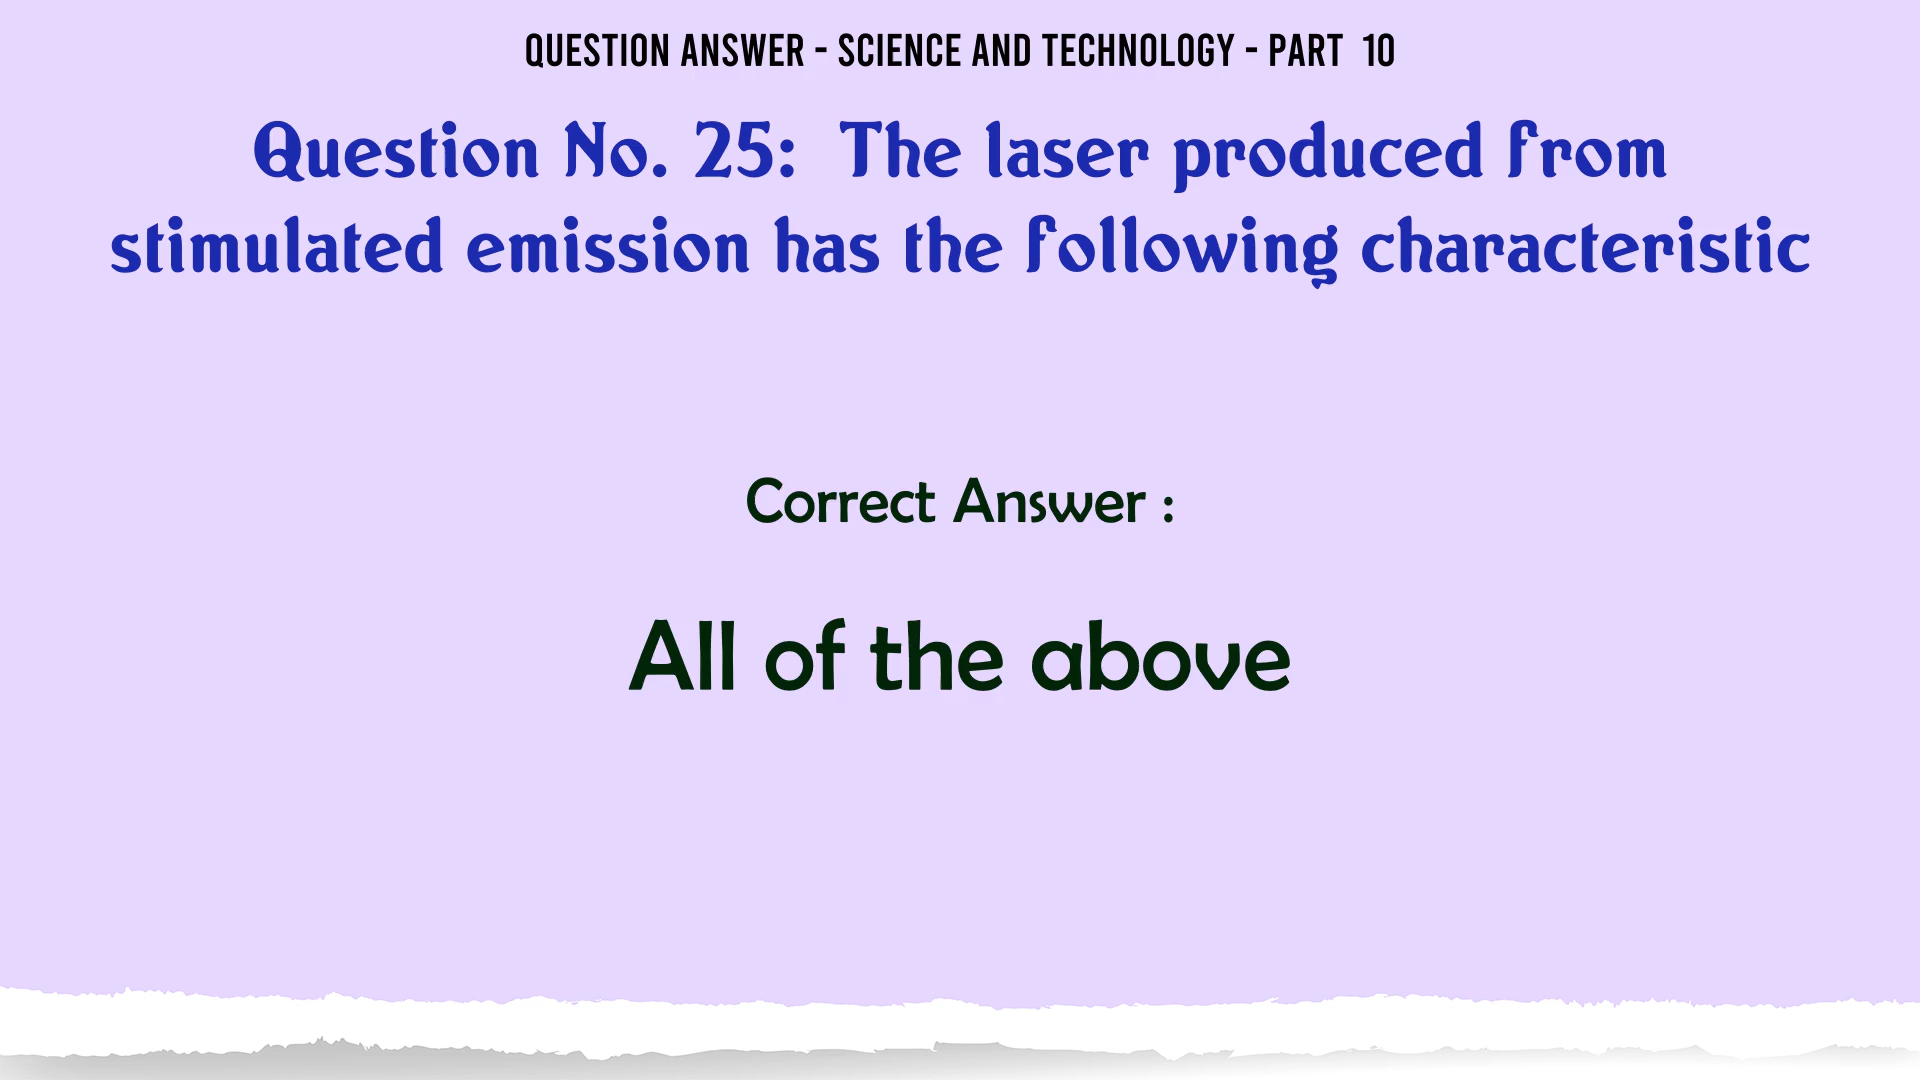 QUESTION ANSWER - SCIENCE AND TECHNOLOGY - PART 10
Question No. 25: The laser produced from
stimulated emission has the following characteristic
Correct Answer :
All of the above